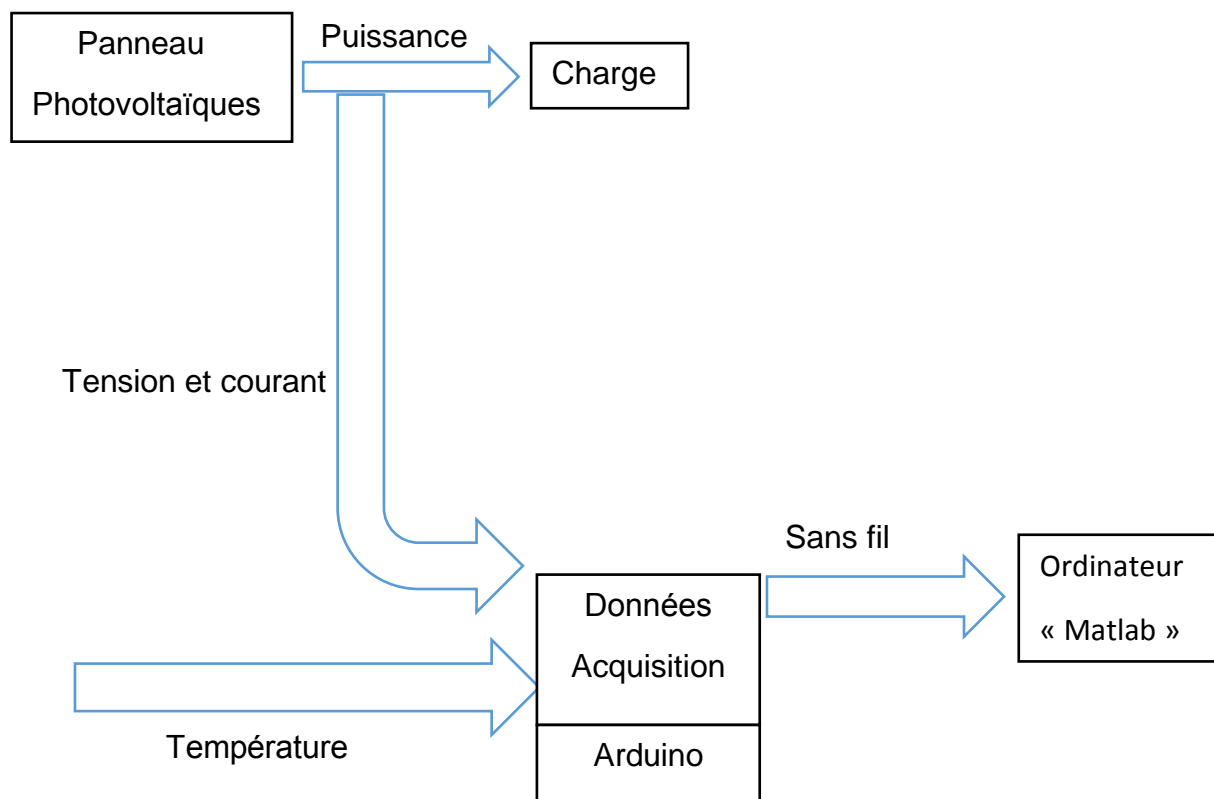 Panneau
Photovoltaïques
Puissance
Charge
Tension et courant
Sans fil
Ordinateur
« Matlab »
Données
Acquisition
Température
Arduino